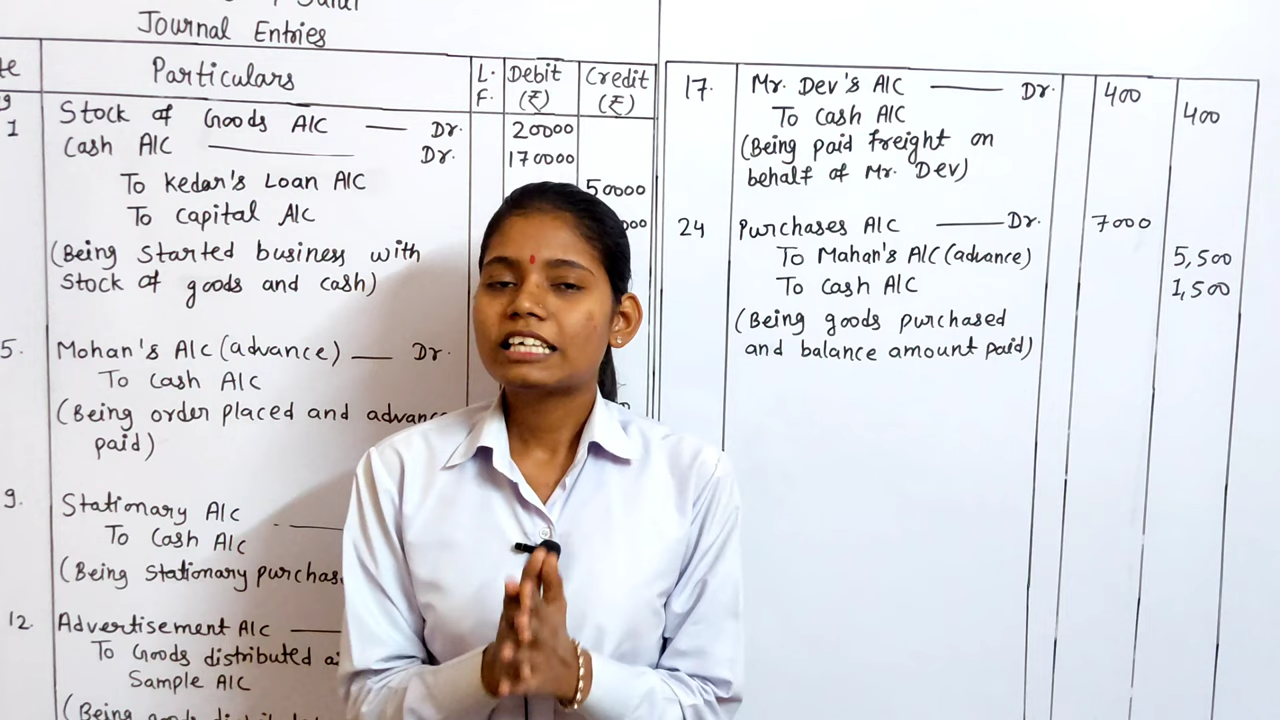 Journal Entries
Particulars L. Debit Credit
F. (₹) (₹)
1 Stock of Goods A/C — Dr. 20000
Cash A/C — Dr. 170000
To Kedar's Loan A/C 50000
To Capital A/C
(Being Started business with
Stock of goods and cash)
5. Mohan's A/C (advance) — Dr.
To Cash A/C
(Being order placed and
paid)
9. Stationary A/C
To Cash A/C
(Being Stationary
12. Advertisement A/C —
To Goods distributed
Sample A/C
(Being
17. Mr. Dev's A/C — Dr. 400
To Cash A/C 400
(Being paid freight on
behalf of Mr. Dev)
24 Purchases A/C — Dr. 7000
To Mahan's A/C (advance) 5,500
To Cash A/C 1,500
(Being goods purchased
and balance amount paid)